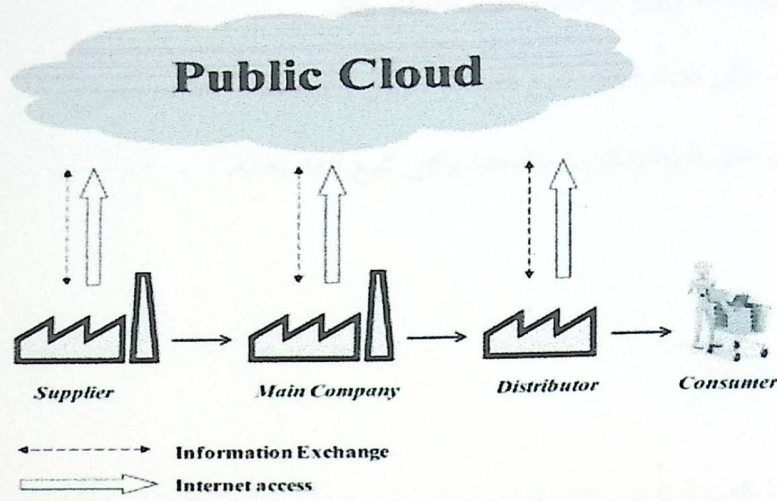 Public Cloud
Supplier
Main Company
Distributor
Consumer
Information Exchange
Internet access